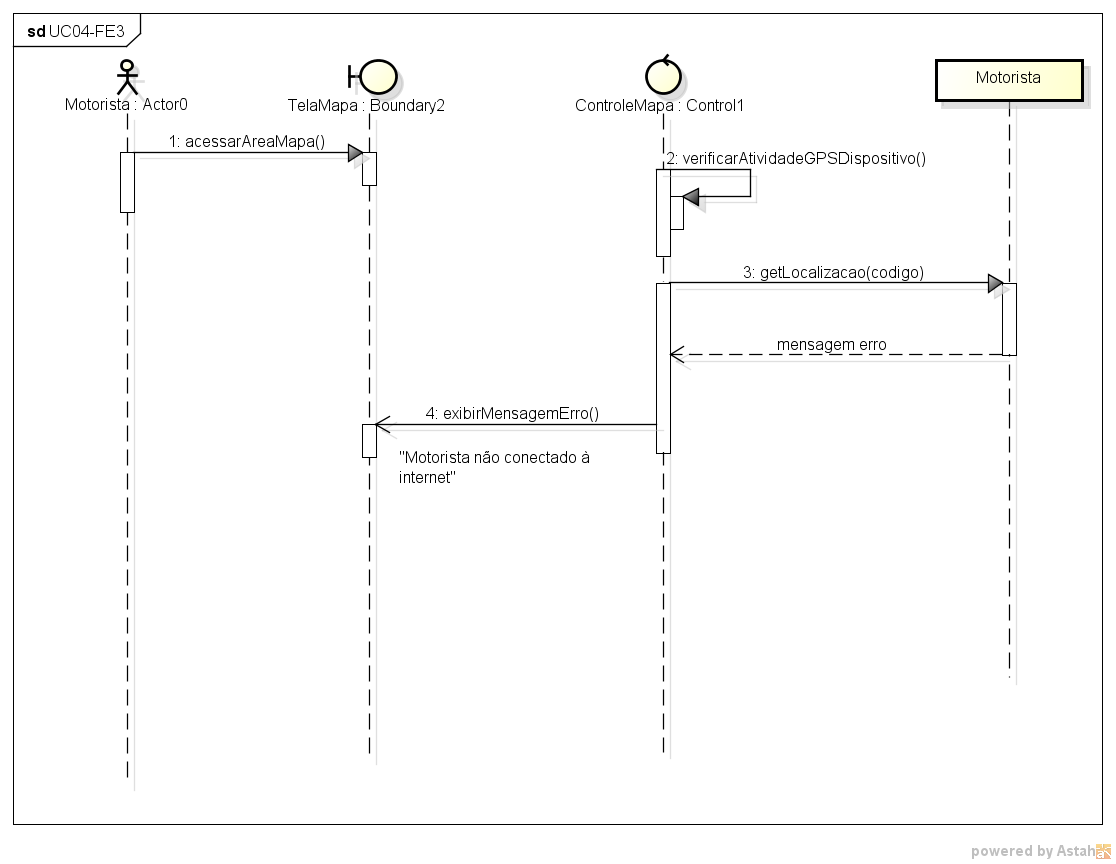 sd UC04-FE3
Motorista : Actor0
TelaMapa : Boundary2
ControleMapa : Control1
Motorista
1: acessarAreaMapa()
2: verificarAtividadeGPSDispositivo()
3: getLocalizacao(codigo)
mensagem erro
4: exibirMensagemErro()
"Motorista não conectado à
internet"
powered by Astah